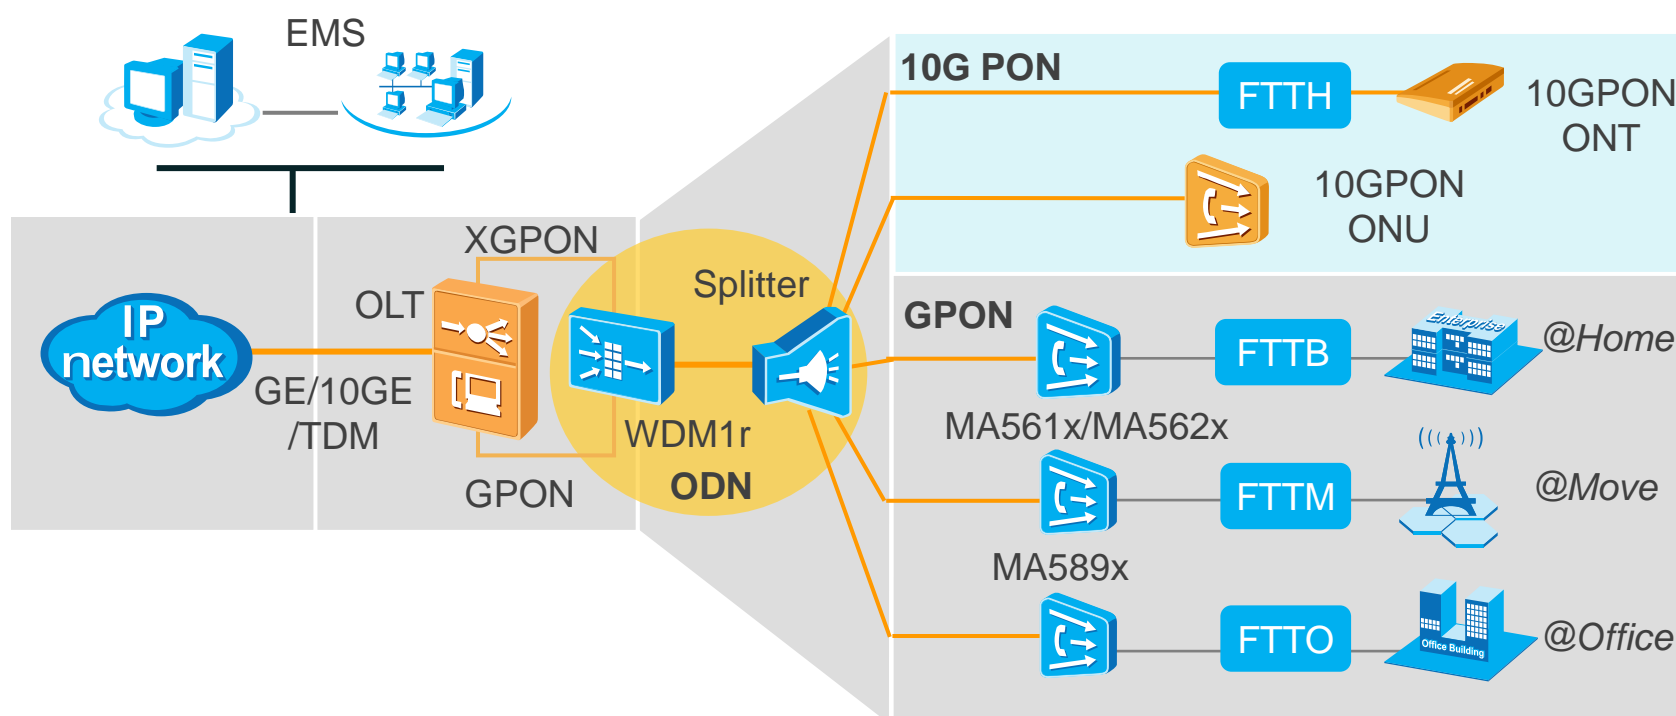 EMS
10G PON
FTTH
10GPON
ONT
10GPON
ONU
XGPON
Splitter
OLT
IP
network
GE/10GE
/TDM
WDM1r
ODN
GPON
GPON
Enterprise
FTTB
@Home
MA561x/MA562x
FTTM
@Move
MA589x
FTTO
Office Building
@Office